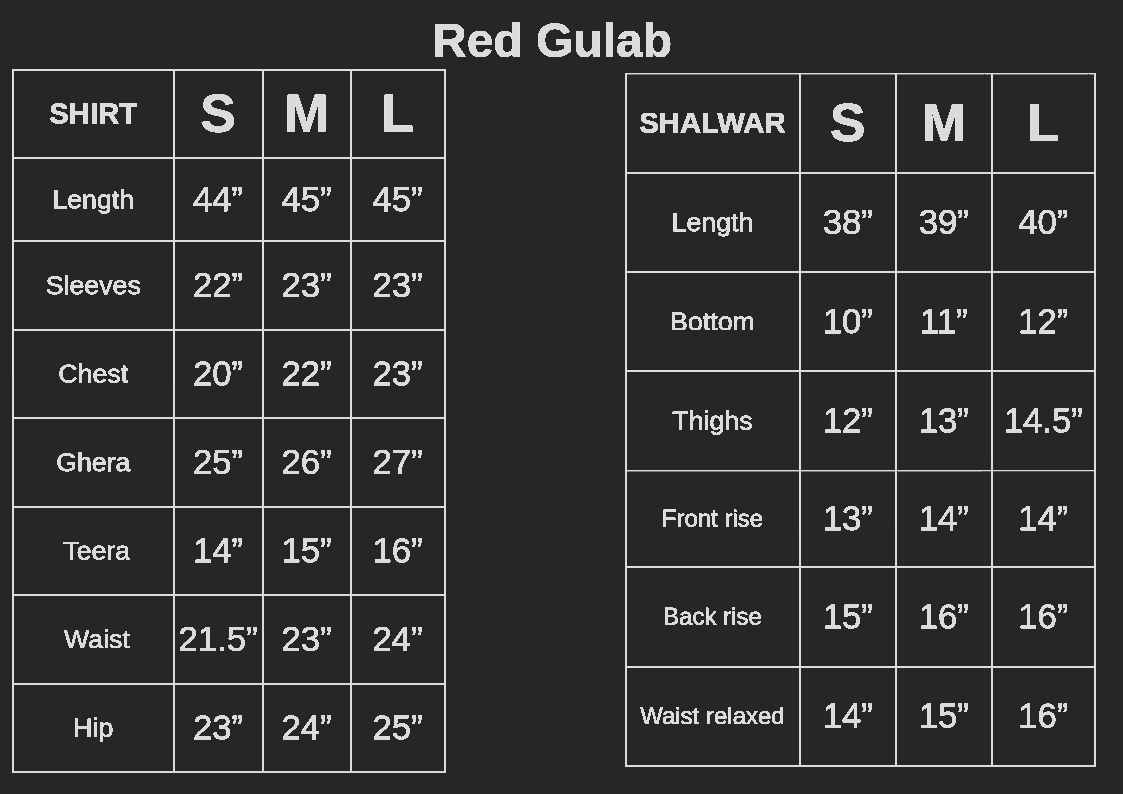 Red Gulab
SHIRT S M L
Length 44” 45” 45”
Sleeves 22” 23” 23”
Chest 20” 22” 23”
Ghera 25” 26” 27”
Teera 14” 15” 16”
Waist 21.5” 23” 24”
Hip 23” 24” 25”
SHALWAR S M L
Length 38” 39” 40”
Bottom 10” 11” 12”
Thighs 12” 13” 14.5”
Front rise 13” 14” 14”
Back rise 15” 16” 16”
Waist relaxed 14” 15” 16”